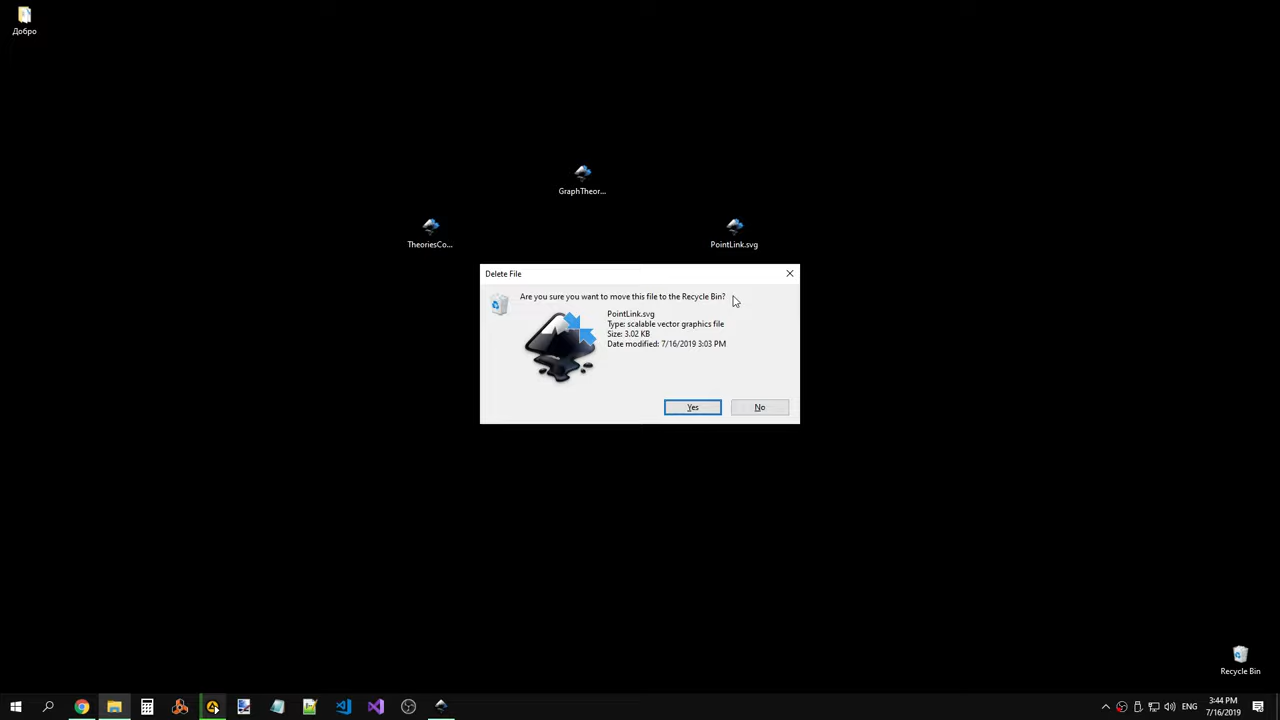 Добро
GraphTheor...
TheoriesCo...
PointLink.svg
Delete File
Are you sure you want to move this file to the Recycle Bin?
PointLink.svg
Type: scalable vector graphics file
Size: 3.02 KB
Date modified: 7/16/2019 3:03 PM
Yes
No
Recycle Bin
ENG
3:44 PM
7/16/2019